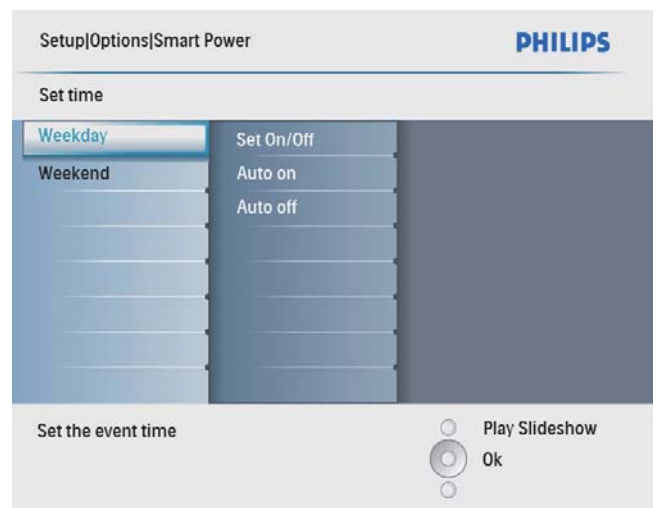 Setup|Options|Smart Power
PHILIPS
Set time
Weekday
Weekend
Set On/Off
Auto on
Auto off
Set the event time
Play Slideshow
Ok